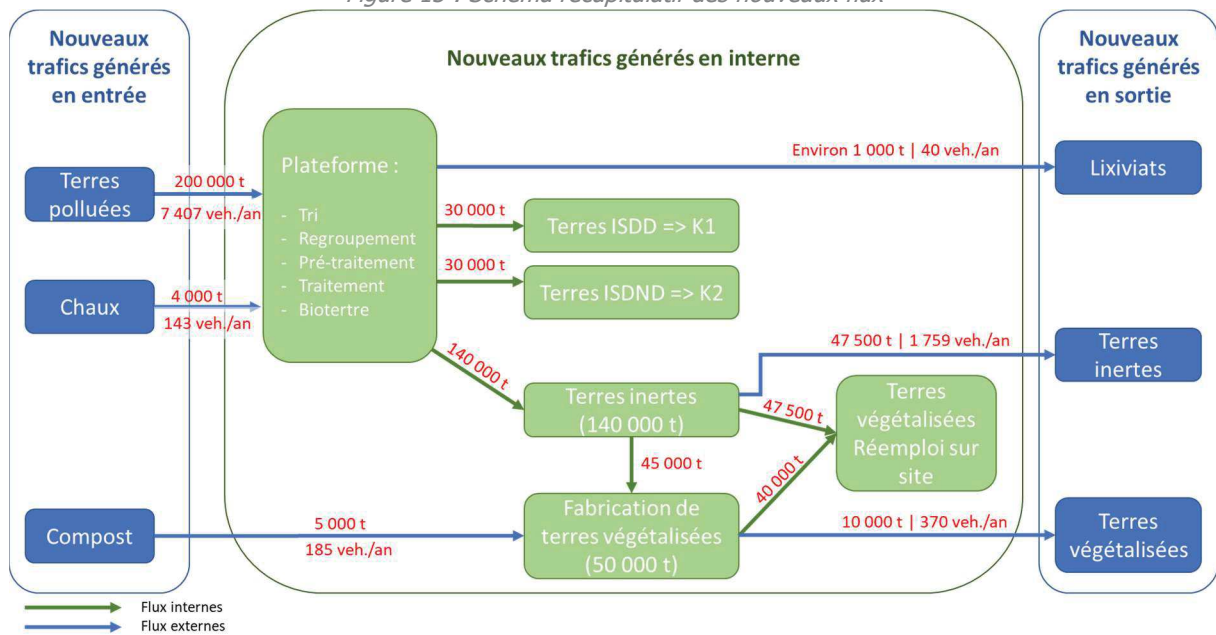 Figure 15 : Schéma récapitulatif des nouveaux flux
Nouveaux
trafics générés
en entrée
Nouveaux trafics générés en interne
Nouveaux
trafics générés
en sortie
Terres
polluées
200 000 t
7 407 veh./an
Chaux
4 000 t
143 veh./an
Compost
5 000 t
185 veh./an
Plateforme :
- Tri
- Regroupement
- Pré-traitement
- Traitement
- Biotertre
Environ 1 000 t | 40 veh./an
Lixiviats
30 000 t
Terres ISDD => K1
30 000 t
Terres ISDND => K2
140 000 t
Terres inertes
(140 000 t)
47 500 t | 1 759 veh./an
Terres
inertes
47 500 t
Terres
végétalisées
Réemploi sur
site
45 000 t
40 000 t
Fabrication de
terres végétalisées
(50 000 t)
10 000 t | 370 veh./an
Terres
végétalisées
Flux internes
Flux externes